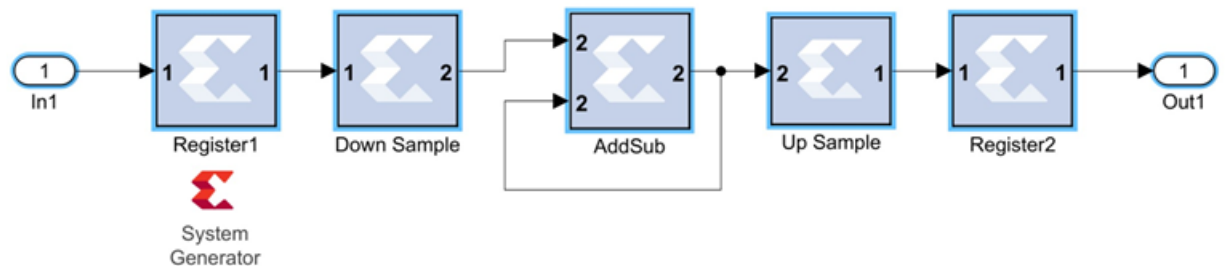 1
In1
1 1
Register1
1 2
Down Sample
2
2
2
AddSub
2 1
Up Sample
1 1
Register2
1
Out1
System
Generator